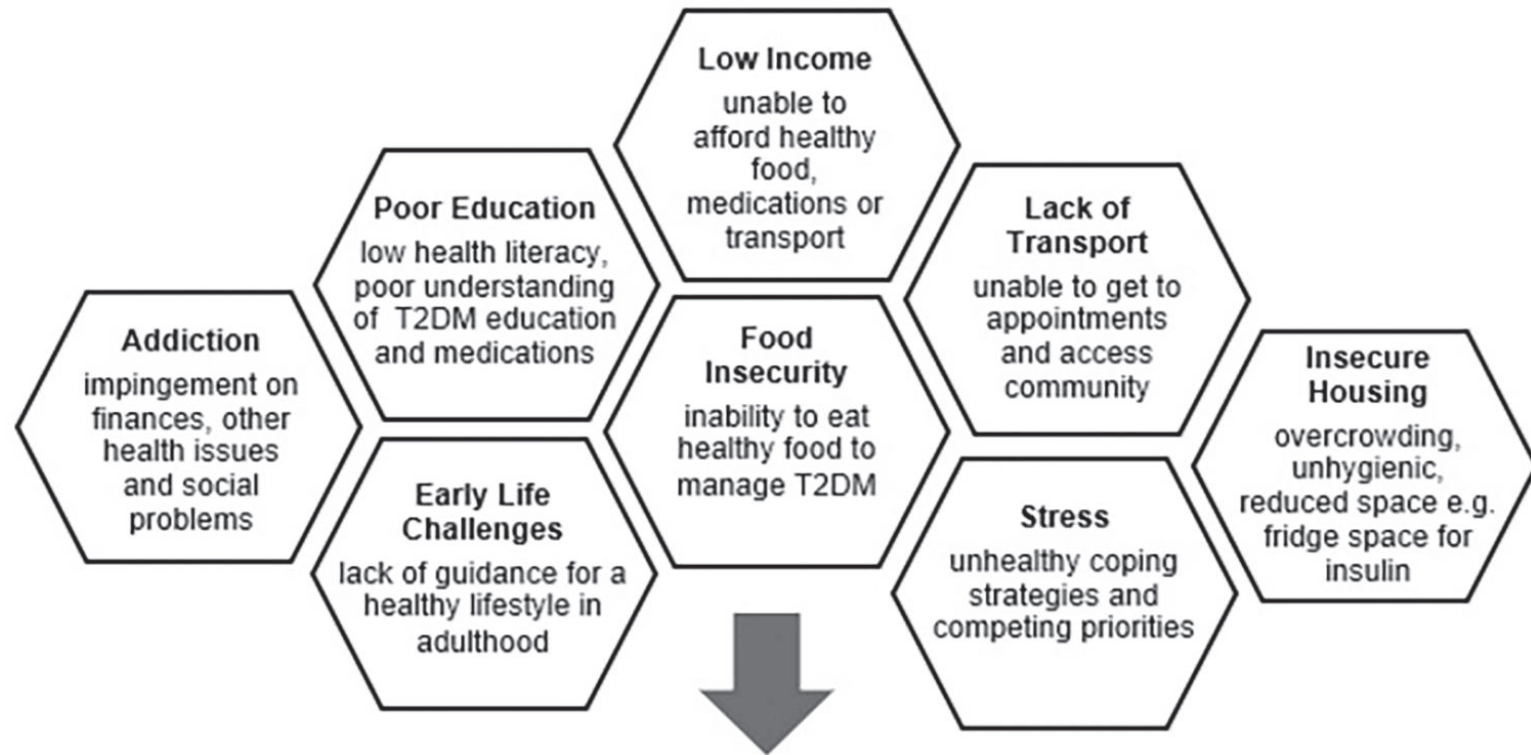 Low Income
unable to
afford healthy
food,
medications or
transport
Poor Education
low health literacy,
poor understanding
of T2DM education
and medications
Lack of
Transport
unable to get to
appointments
and access
community
Addiction
impingement on
finances, other
health issues
and social
problems
Food
Insecurity
inability to eat
healthy food to
manage T2DM
Insecure
Housing
overcrowding,
unhygienic,
reduced space e.g.
fridge space for
insulin
Early Life
Challenges
lack of guidance for a
healthy lifestyle in
adulthood
Stress
unhealthy coping
strategies and
competing priorities